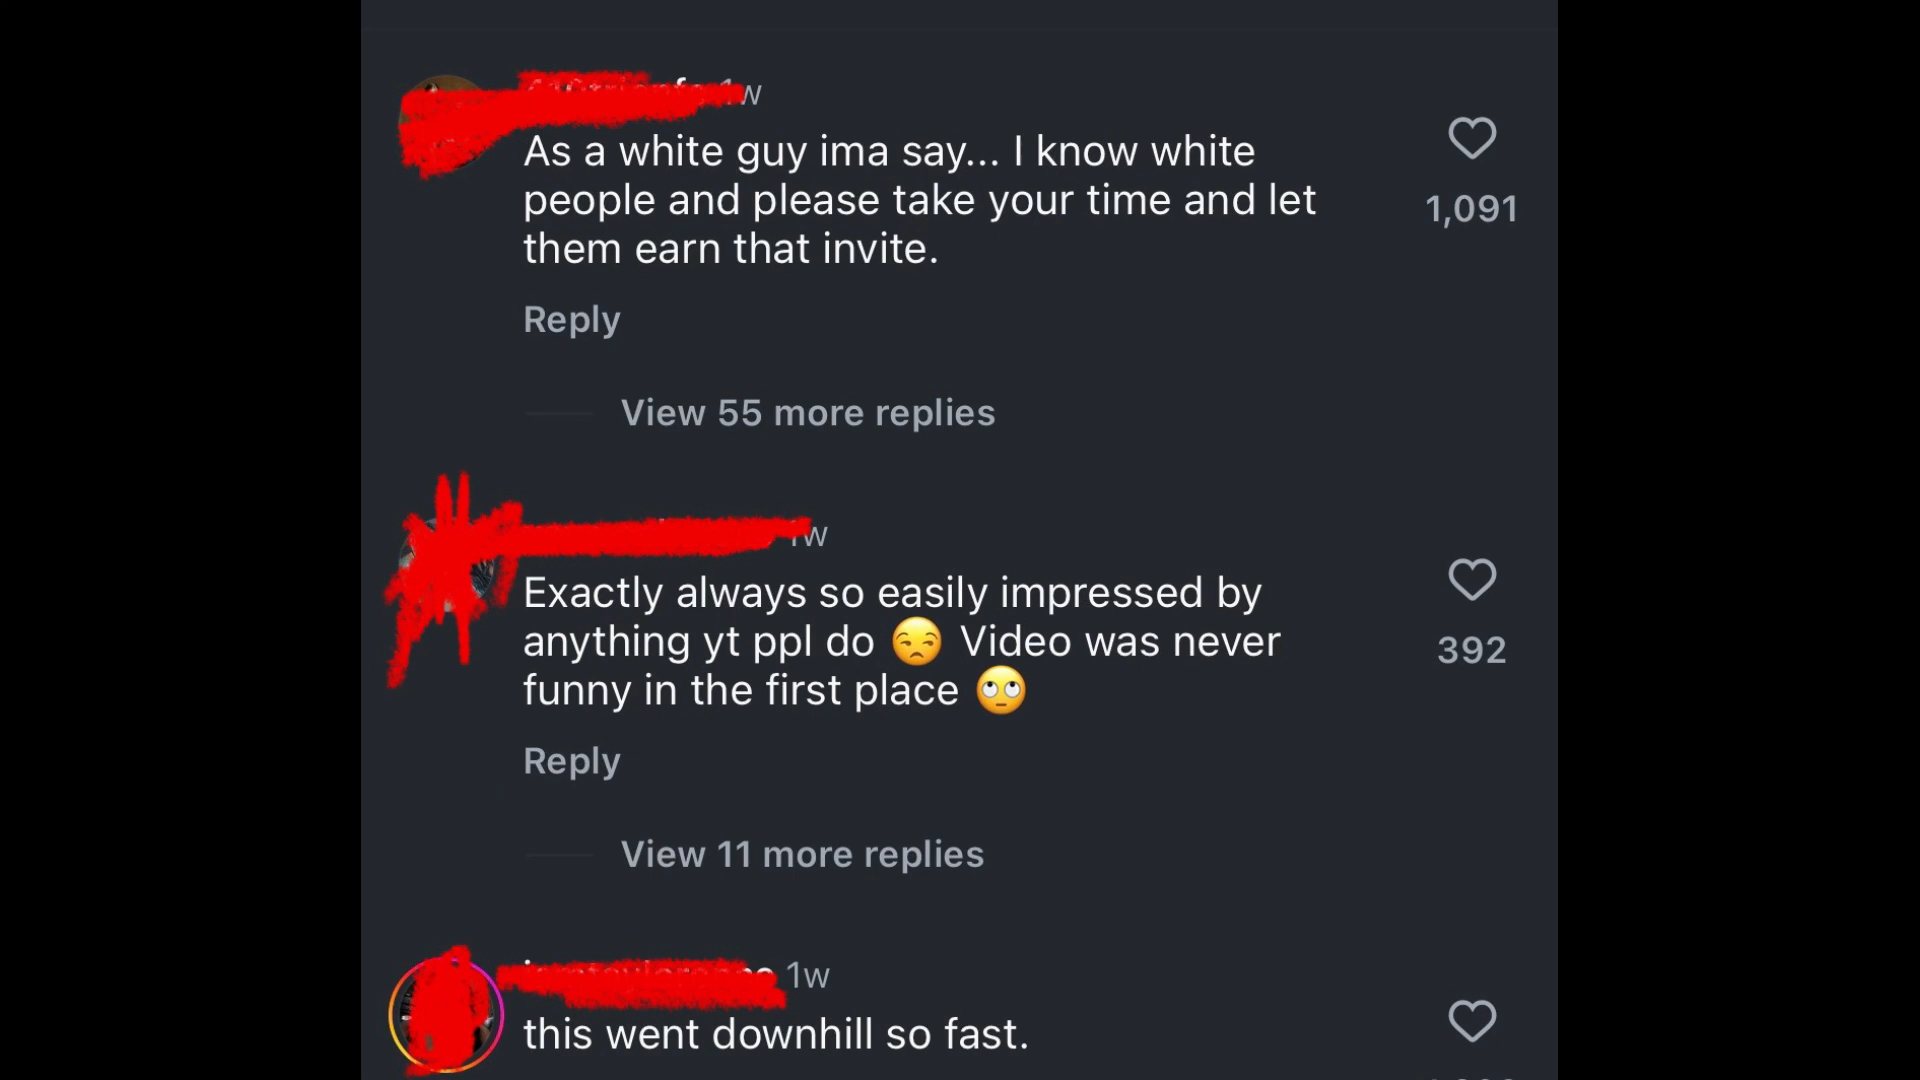 1w
As a white guy ima say... I know white
people and please take your time and let
them earn that invite.
1,091
Reply
View 55 more replies
1w
Exactly always so easily impressed by
anything yt ppl do 😒 Video was never
funny in the first place 🙄
392
Reply
View 11 more replies
1w
this went downhill so fast.